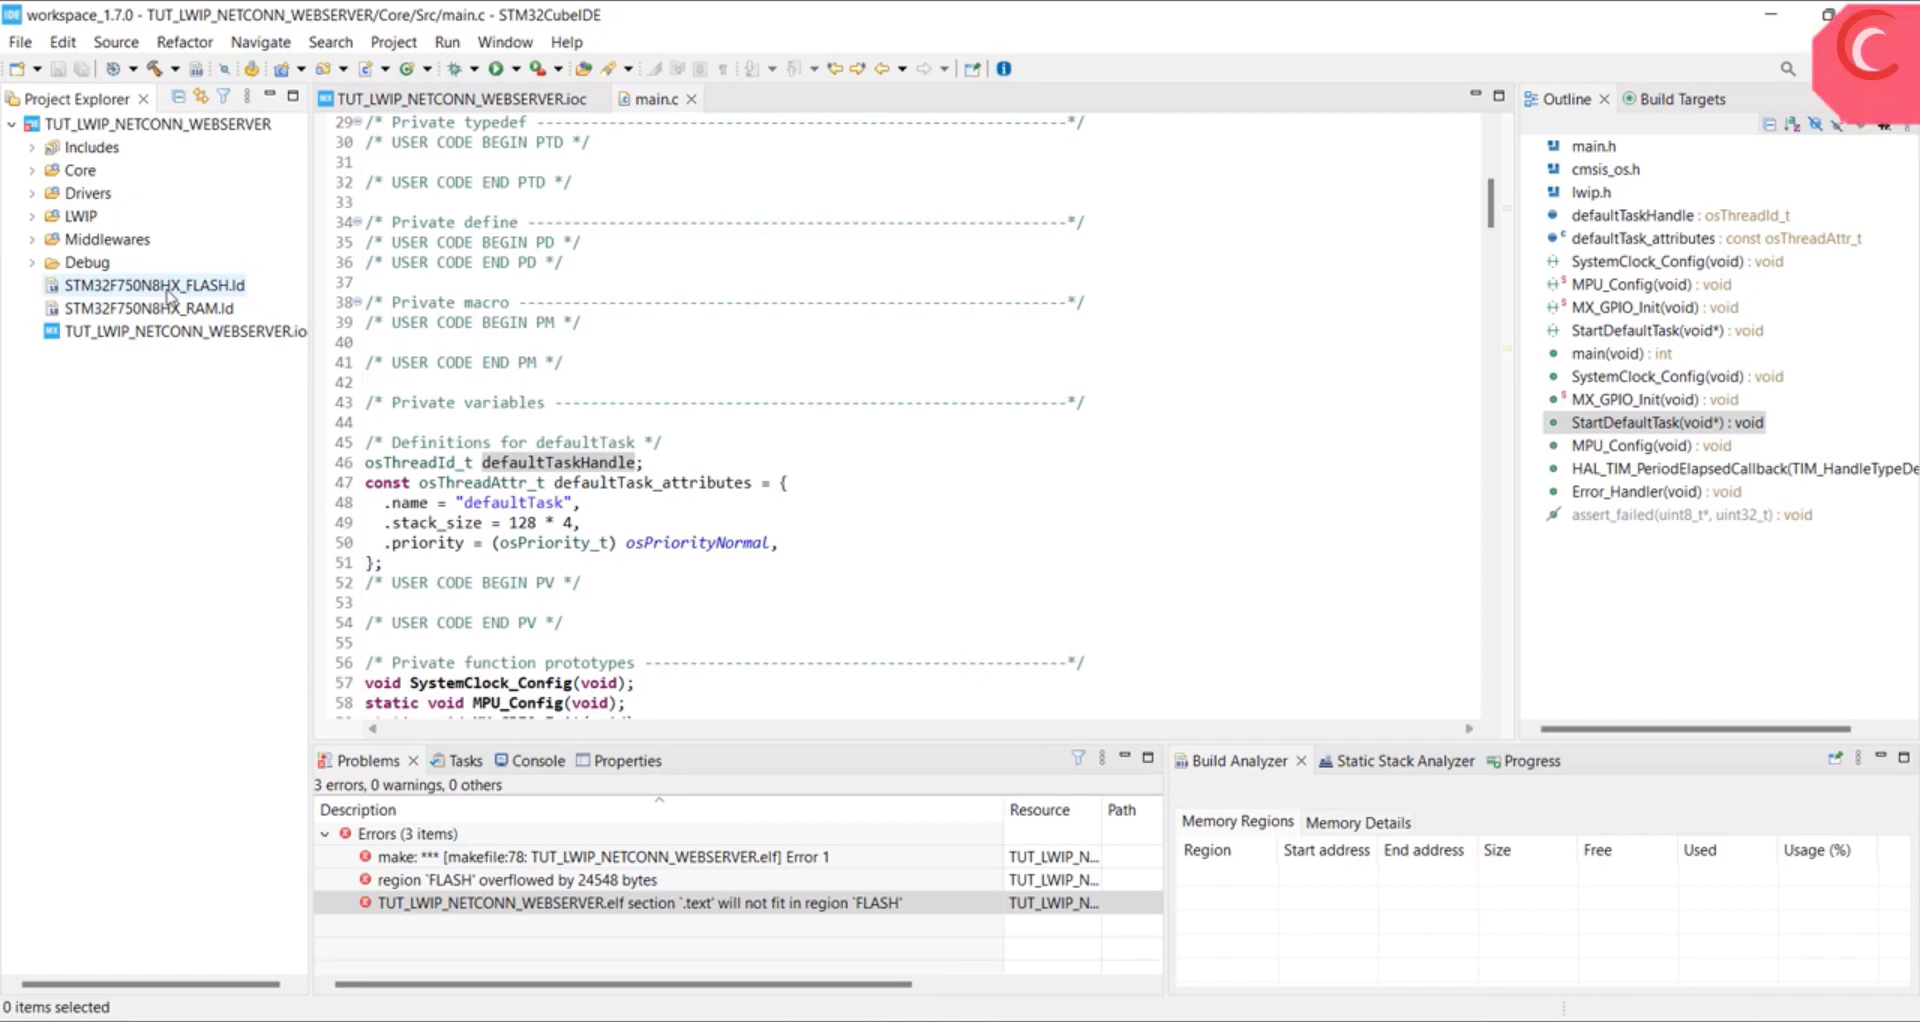 workspace_1.7.0 - TUT_LWIP_NETCONN_WEBSERVER/Core/Src/main.c - STM32CubeIDE
File Edit Source Refactor Navigate Search Project Run Window Help
Project Explorer
TUT_LWIP_NETCONN_WEBSERVER
Includes
Core
Drivers
LWIP
Middlewares
Debug
STM32F750N8HX_FLASH.ld
STM32F750N8HX_RAM.ld
TUT_LWIP_NETCONN_WEBSERVER.io
TUT_LWIP_NETCONN_WEBSERVER.ioc main.c
29 /* Private typedef -----------------------------------------------------------*/
30 /* USER CODE BEGIN PTD */
31
32 /* USER CODE END PTD */
33
34 /* Private define ------------------------------------------------------------*/
35 /* USER CODE BEGIN PD */
36 /* USER CODE END PD */
37
38 /* Private macro -------------------------------------------------------------*/
39 /* USER CODE BEGIN PM */
40
41 /* USER CODE END PM */
42
43 /* Private variables ---------------------------------------------------------*/
44
45 /* Definitions for defaultTask */
46 osThreadId_t defaultTaskHandle;
47 const osThreadAttr_t defaultTask_attributes = {
48 .name = "defaultTask",
49 .stack_size = 128 * 4,
50 .priority = (osPriority_t) osPriorityNormal,
51 };
52 /* USER CODE BEGIN PV */
53
54 /* USER CODE END PV */
55
56 /* Private function prototypes -----------------------------------------------*/
57 void SystemClock_Config(void);
58 static void MPU_Config(void);
Outline Build Targets
main.h
cmsis_os.h
lwip.h
defaultTaskHandle : osThreadId_t
defaultTask_attributes : const osThreadAttr_t
SystemClock_Config(void) : void
MPU_Config(void) : void
MX_GPIO_Init(void) : void
StartDefaultTask(void*) : void
main(void) : int
SystemClock_Config(void) : void
MX_GPIO_Init(void) : void
StartDefaultTask(void*) : void
MPU_Config(void) : void
HAL_TIM_PeriodElapsedCallback(TIM_HandleTypeDe
Error_Handler(void) : void
assert_failed(uint8_t*, uint32_t) : void
Problems Tasks Console Properties
3 errors, 0 warnings, 0 others
Description Resource Path
Errors (3 items)
make: *** [makefile:78: TUT_LWIP_NETCONN_WEBSERVER.elf] Error 1 TUT_LWIP_N...
region `FLASH' overflowed by 24548 bytes TUT_LWIP_N...
TUT_LWIP_NETCONN_WEBSERVER.elf section `.text' will not fit in region `FLASH' TUT_LWIP_N...
Build Analyzer Static Stack Analyzer Progress
Memory Regions Memory Details
Region Start address End address Size Free Used Usage (%)
0 items selected